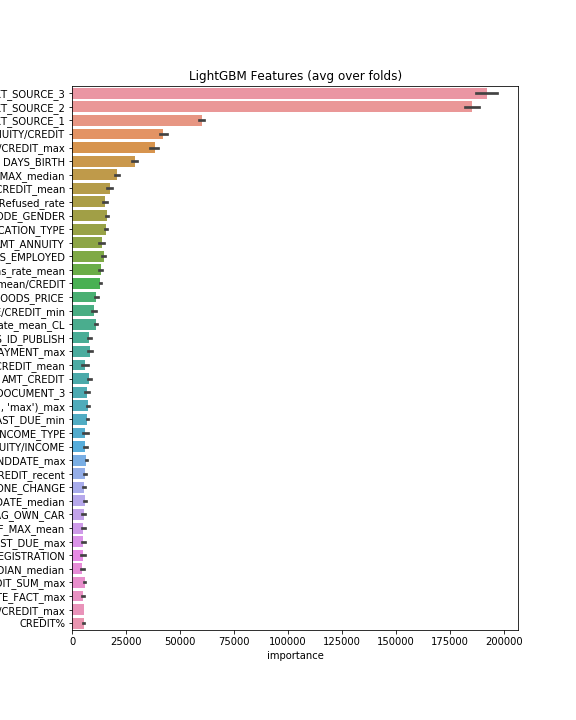 LightGBM Features (avg over folds)
T_SOURCE_3
T_SOURCE_2
T_SOURCE_1
NUITY/CREDIT
/CREDIT_max
DAYS_BIRTH
MAX_median
CREDIT_mean
Refused_rate
ODE_GENDER
CATION_TYPE
AMT_ANNUITY
S_EMPLOYED
s_rate_mean
mean/CREDIT
OODS_PRICE
/CREDIT_min
ate_mean_CL
S_ID_PUBLISH
AYMENT_max
CREDIT_mean
AMT_CREDIT
DOCUMENT_3
, 'max')_max
AST_DUE_min
NCOME_TYPE
UITY/INCOME
NDDATE_max
REDIT_recent
ONE_CHANGE
DATE_median
AG_OWN_CAR
F_MAX_mean
ST_DUE_max
EGISTRATION
DIAN_median
DIT_SUM_max
TE_FACT_max
/CREDIT_max
CREDIT%
0 25000 50000 75000 100000 125000 150000 175000 200000
importance